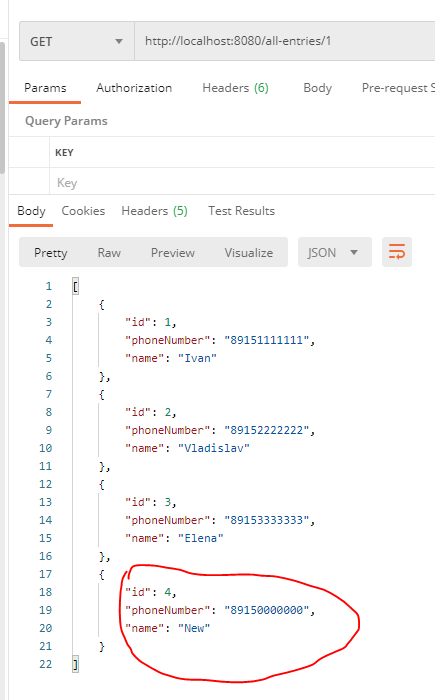 GET http://localhost:8080/all-entries/1
Params Authorization Headers (6) Body Pre-request S
Query Params
KEY
Key
Body Cookies Headers (5) Test Results
Pretty Raw Preview Visualize JSON
1 [
2 {
3 "id": 1,
4 "phoneNumber": "89151111111",
5 "name": "Ivan"
6 },
7 {
8 "id": 2,
9 "phoneNumber": "89152222222",
10 "name": "Vladislav"
11 },
12 {
13 "id": 3,
14 "phoneNumber": "89153333333",
15 "name": "Elena"
16 },
17 {
18 "id": 4,
19 "phoneNumber": "89150000000",
20 "name": "New"
21 }
22 ]